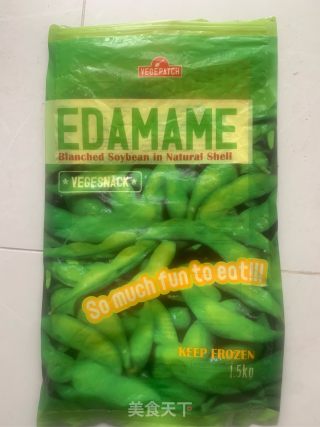 VEGEPATCH
EDAMAME
Blanched Soybean in Natural Shell
★ VEGESNACK ★
So much fun to eat!!!
KEEP FROZEN
1.5kg
美食天下